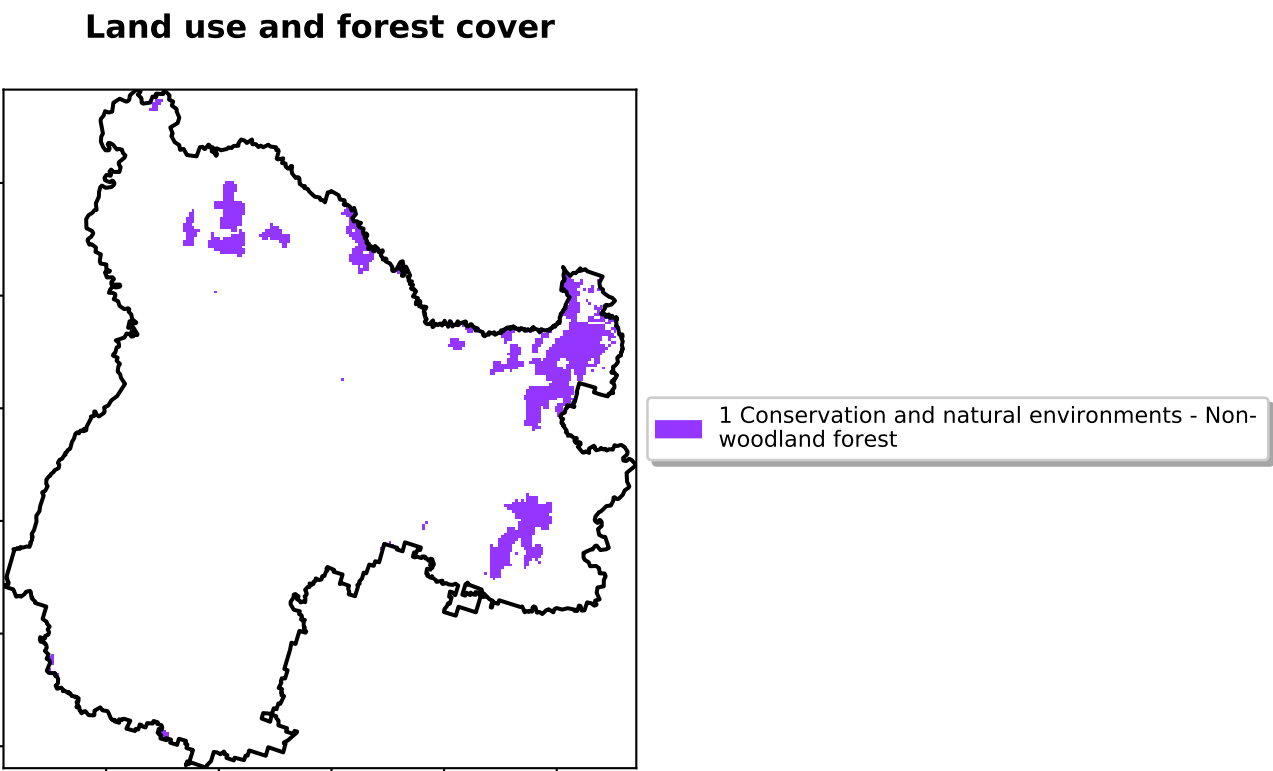 Land use and forest cover
1 Conservation and natural environments - Non-
woodland forest